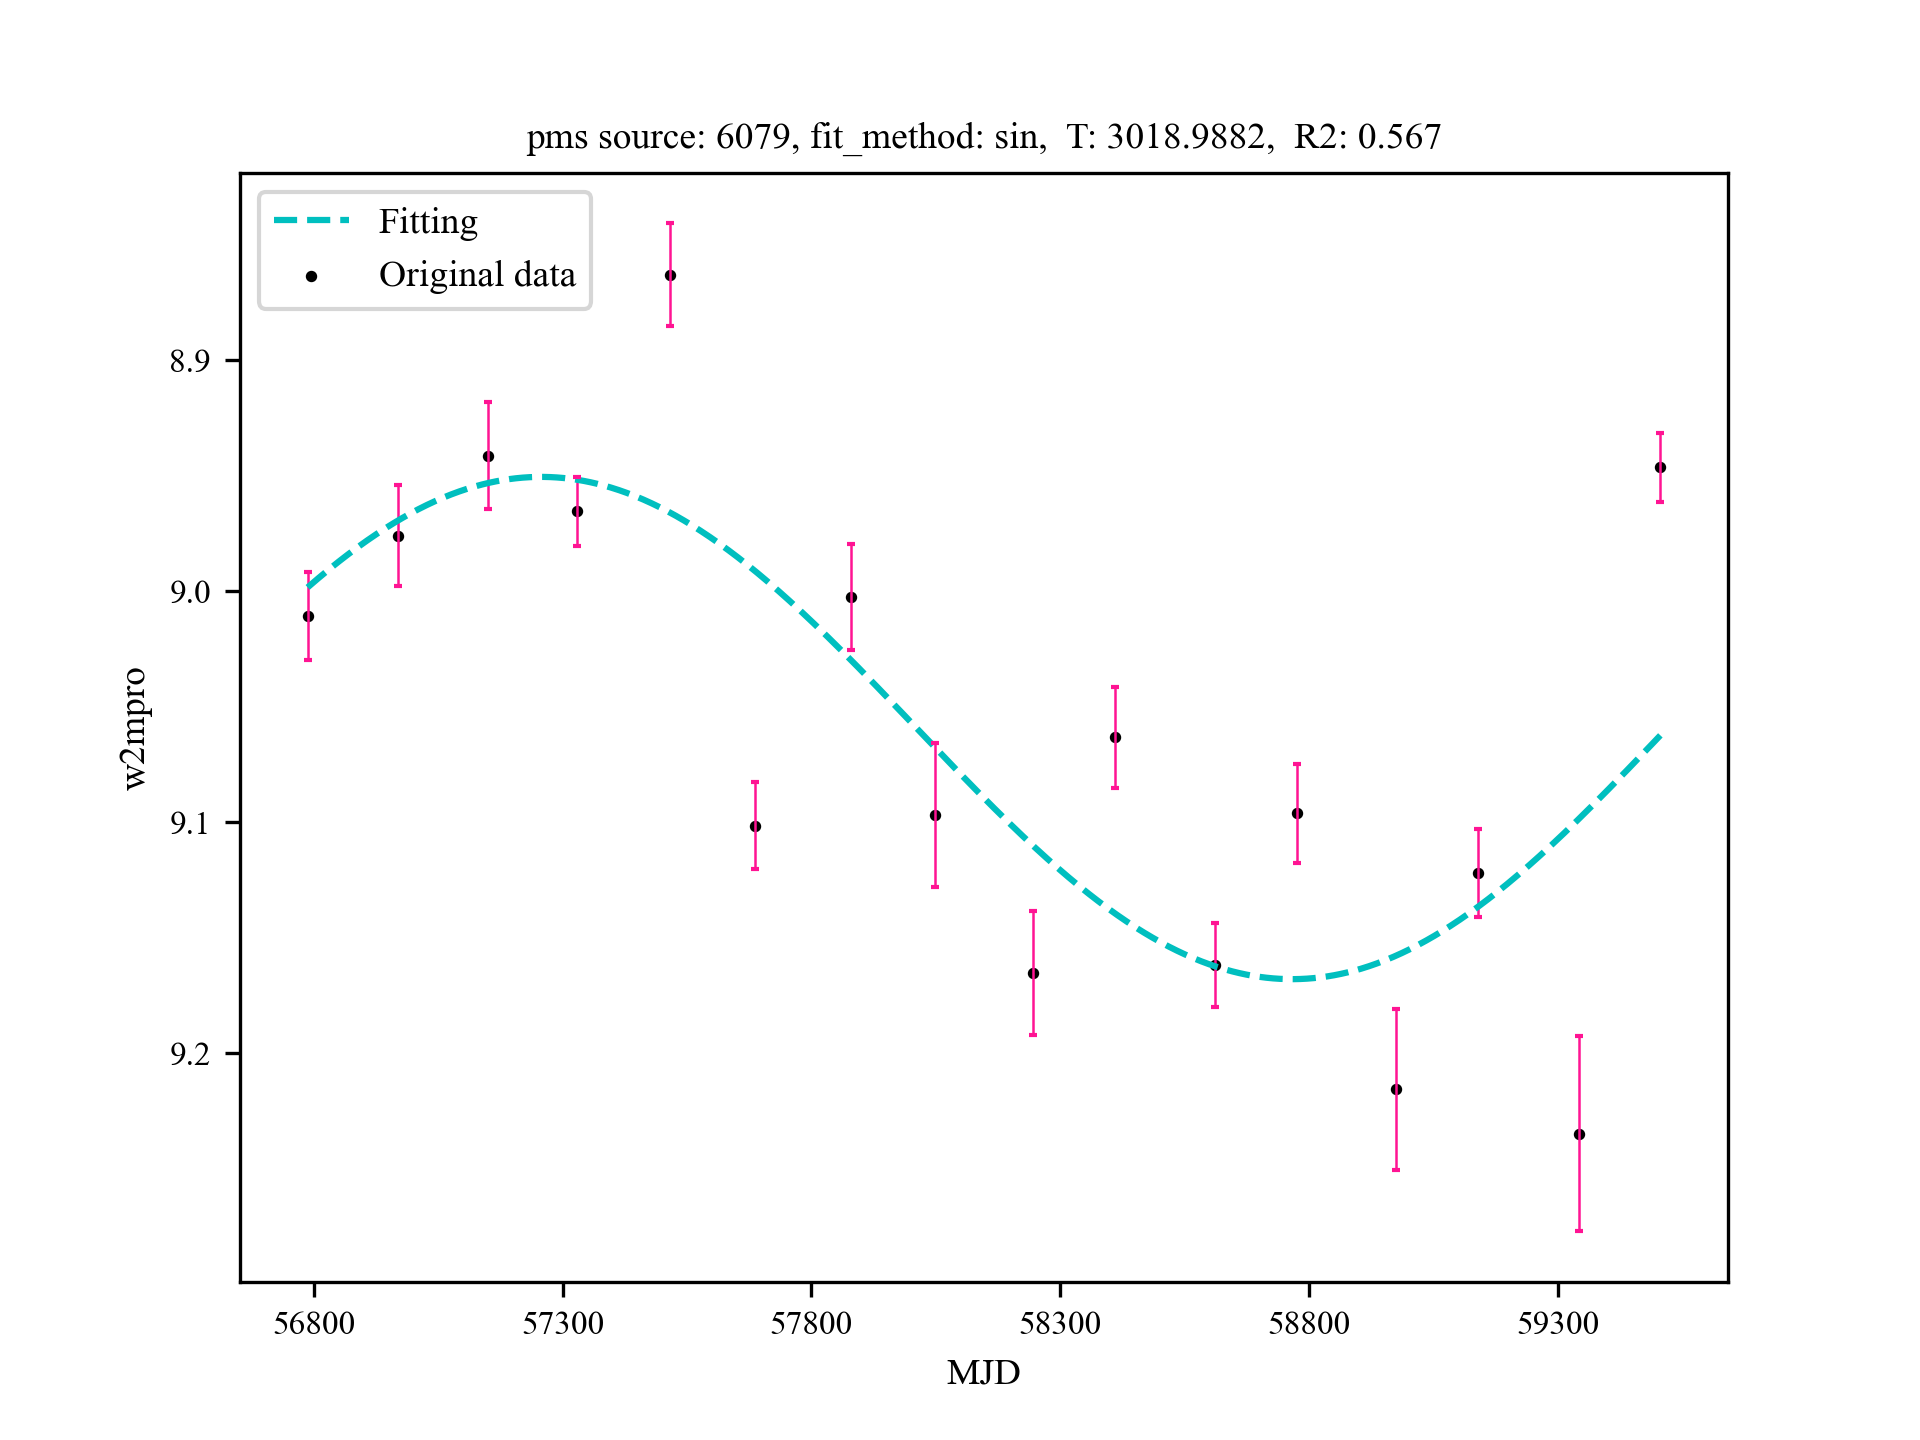 pms source: 6079, fit_method: sin,  T: 3018.9882,  R2: 0.567
Fitting
Original data
8.9
9.0
9.1
9.2
w2mpro
56800 57300 57800 58300 58800 59300
MJD